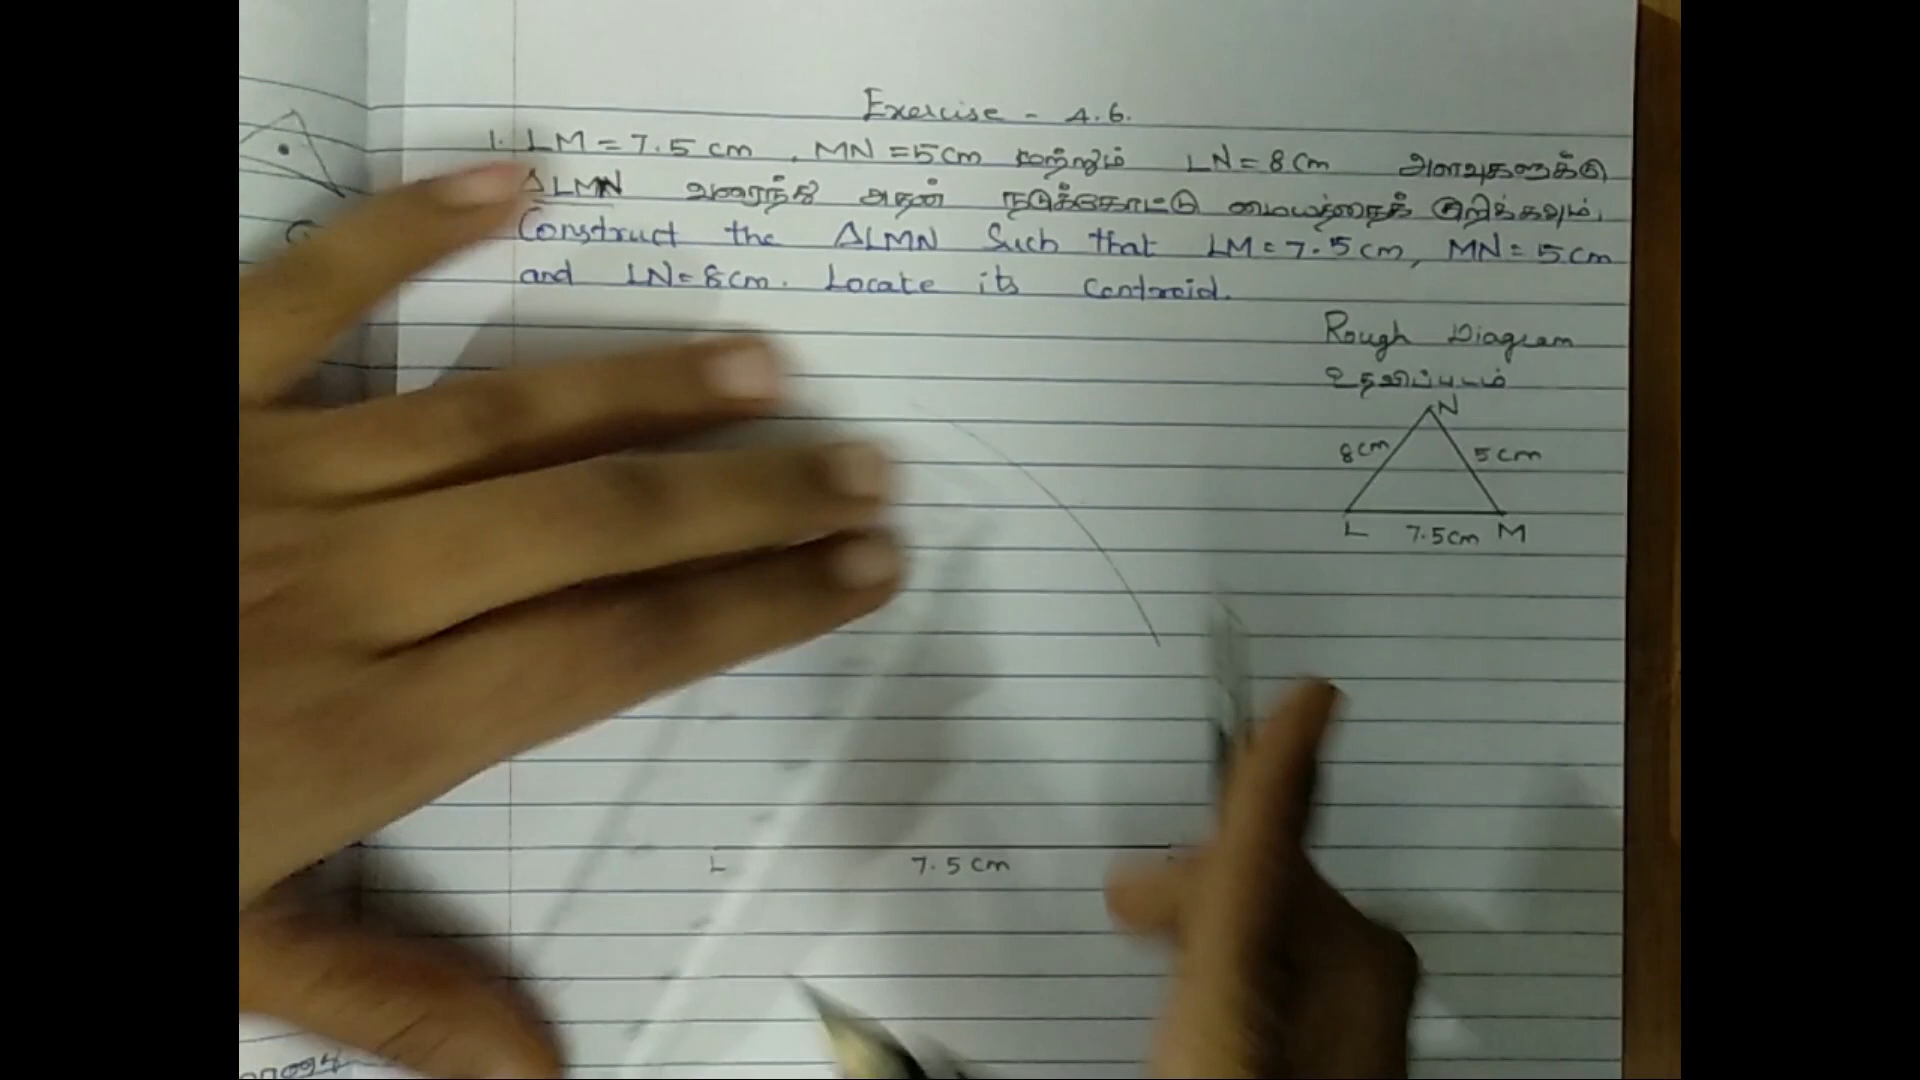 Exercise - 4.6.
1. LM = 7.5 cm, MN = 5 cm மற்றும் LN = 8 cm அளவுகளுக்கு
ΔLMN வரைந்து அதன் நடுக்கோட்டு மையத்தைக் குறிக்கவும்.
Construct the ΔLMN Such that LM = 7.5 cm, MN = 5 cm
and LN = 8 cm. Locate its Centroid.
Rough Diagram
உதவிப்படம்
N
8 cm 5 cm
L 7.5 cm M
L 7.5 cm